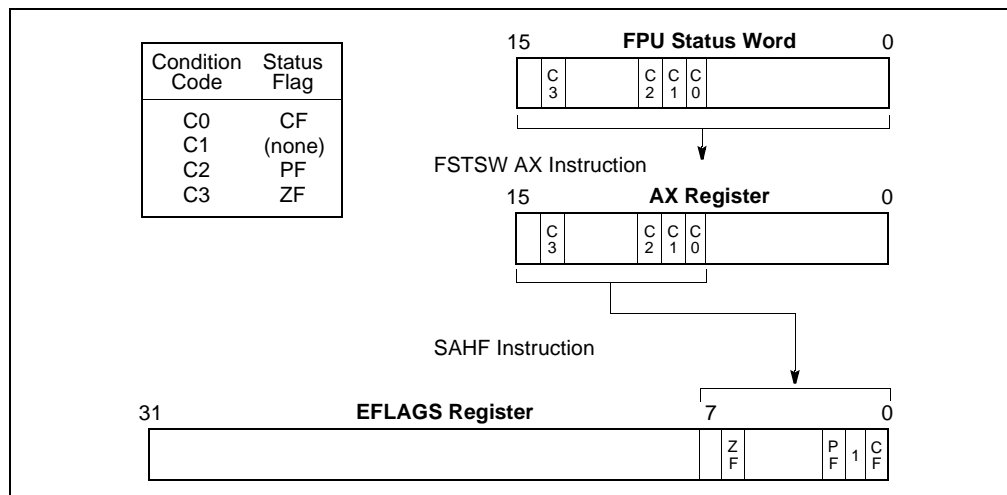 Condition Code Status Flag
C0 CF
C1 (none)
C2 PF
C3 ZF
15 FPU Status Word 0
C3 C2 C1 C0
FSTSW AX Instruction
15 AX Register 0
C3 C2 C1 C0
SAHF Instruction
31 EFLAGS Register 7 0
ZF PF 1 CF